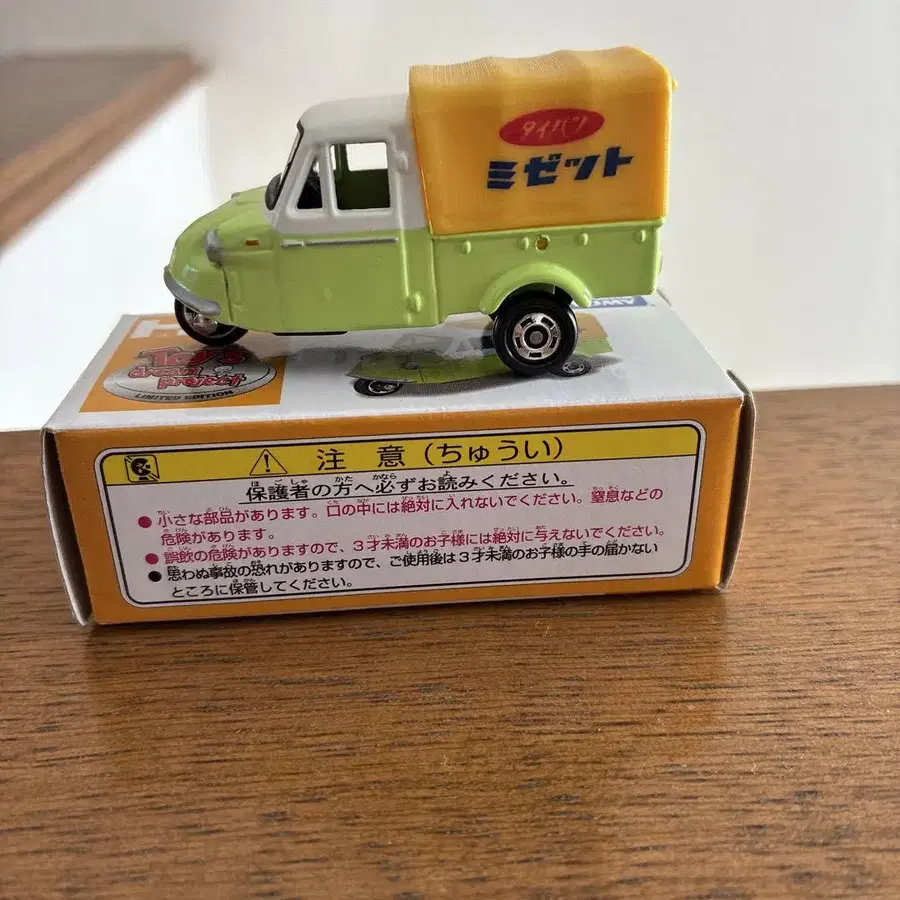 ダイハツ
ミゼット
OMY
Toy's
dream
project
LIMITED EDITION
注意(ちゅうい)
保護者の方へ必ずお読みください。
●小さな部品があります。口の中には絶対に入れないでください。窒息などの
危険があります。
●誤飲の危険がありますので、3才未満のお子様には絶対に与えないでください。
●思わぬ事故の恐れがありますので、ご使用後は3才未満のお子様の手の届かない
ところに保管してください。